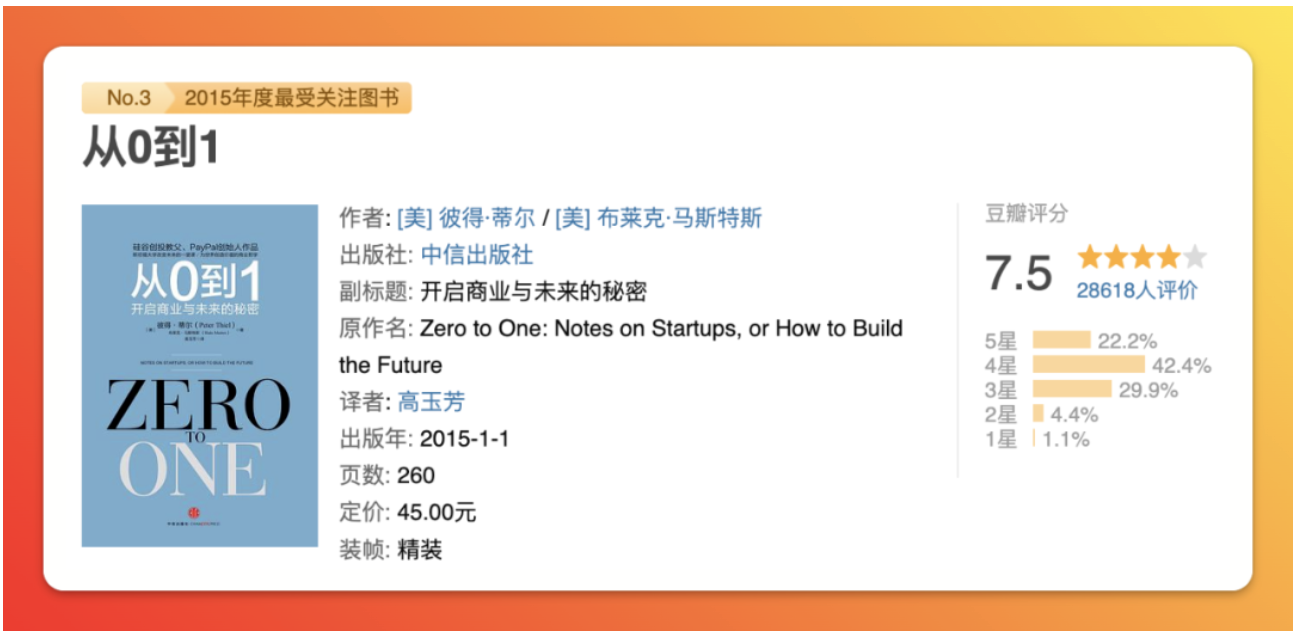 No.3 2015年度最受关注图书
从0到1
硅谷创投教父、PayPal创始人作品
从0到1
开启商业与未来的秘密
彼得·蒂尔（Peter Thiel）
NOTES ON STARTUPS, OR HOW TO BUILD THE FUTURE
ZERO
TO
ONE
作者: [美] 彼得·蒂尔 / [美] 布莱克·马斯特斯
出版社: 中信出版社
副标题: 开启商业与未来的秘密
原作名: Zero to One: Notes on Startups, or How to Build
the Future
译者: 高玉芳
出版年: 2015-1-1
页数: 260
定价: 45.00元
装帧: 精装
豆瓣评分
7.5
28618人评价
5星 22.2%
4星 42.4%
3星 29.9%
2星 4.4%
1星 1.1%